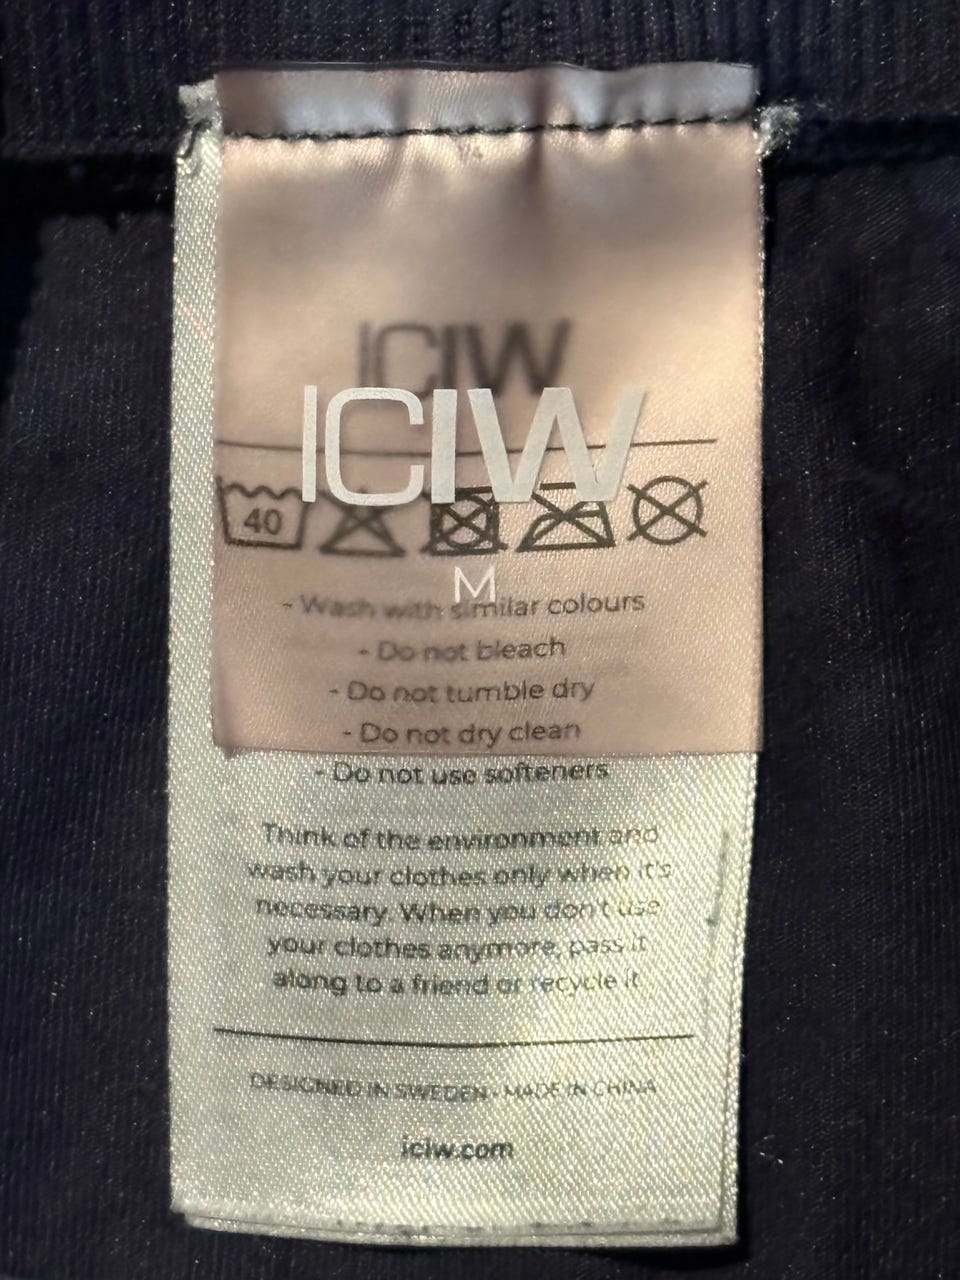 ICIW
ICIW
40
M
- Wash with similar colours
- Do not bleach
- Do not tumble dry
- Do not dry clean
- Do not use softeners
Think of the environment and
wash your clothes only when it's
necessary. When you don't use
your clothes anymore, pass it
along to a friend or recycle it
DESIGNED IN SWEDEN - MADE IN CHINA
iciw.com